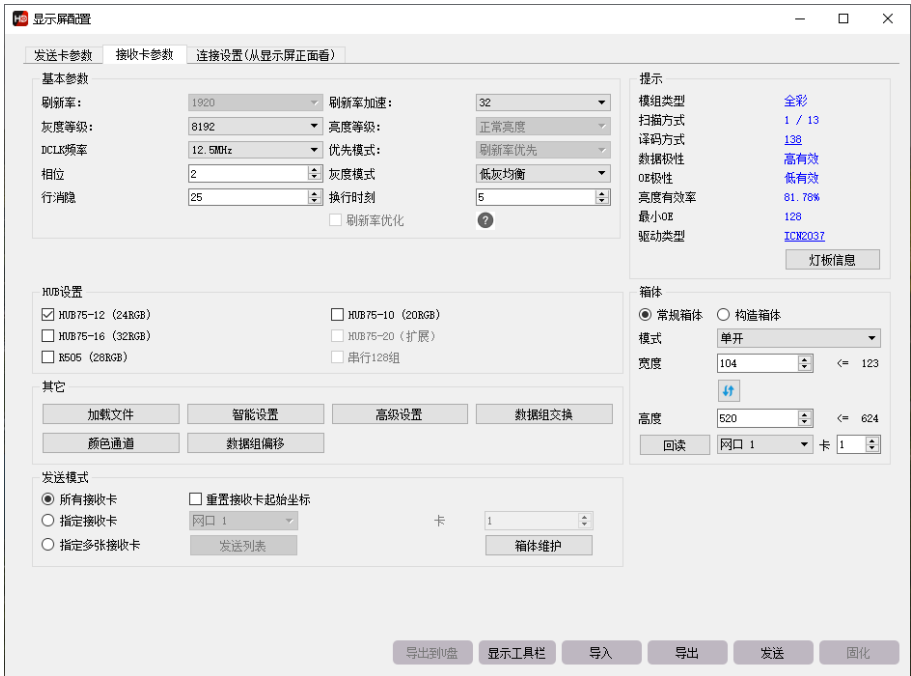 HD 显示屏配置
发送卡参数 接收卡参数 连接设置(从显示屏正面看)
基本参数
刷新率: 1920 刷新率加速: 32
灰度等级: 8192 亮度等级: 正常亮度
DCLK频率 12.5MHz 优先模式: 刷新率优先
相位 2 灰度模式 低灰均衡
行消隐 25 换行时刻 5
刷新率优化 ?
提示
模组类型 全彩
扫描方式 1 / 13
译码方式 138
数据极性 高有效
OE极性 低有效
亮度有效率 81.78%
最小OE 128
驱动类型 ICN2037
灯板信息
HUB设置
HUB75-12 (24RGB) HUB75-10 (20RGB)
HUB75-16 (32RGB) HUB75-20 (扩展)
R505 (28RGB) 串行128组
箱体
常规箱体 构造箱体
模式 单开
宽度 104 <= 123
高度 520 <= 624
回读 网口 1 卡 1
其它
加载文件 智能设置 高级设置 数据组交换
颜色通道 数据组偏移
发送模式
所有接收卡 重置接收卡起始坐标
指定接收卡 网口 1 卡 1
指定多张接收卡 发送列表 箱体维护
导出到U盘 显示工具栏 导入 导出 发送 固化